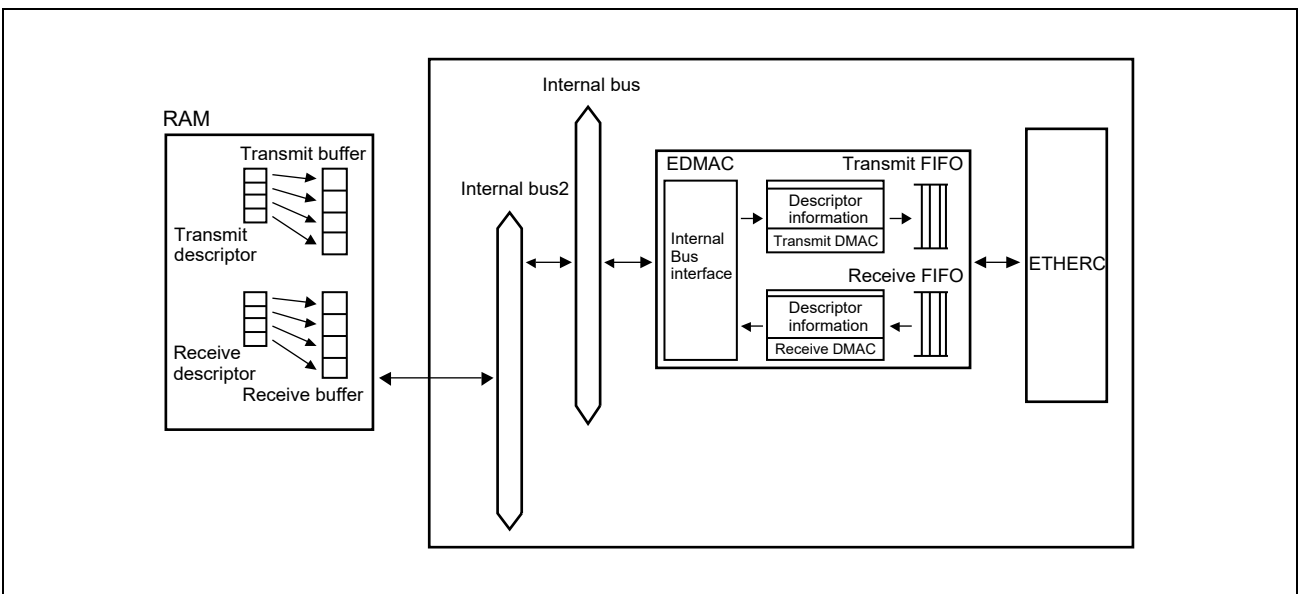 Internal bus
RAM
Transmit buffer
Transmit
descriptor
Receive
descriptor
Receive buffer
Internal bus2
EDMAC
Transmit FIFO
Internal
Bus
interface
Descriptor
information
Transmit DMAC
Receive FIFO
Descriptor
information
Receive DMAC
ETHERC